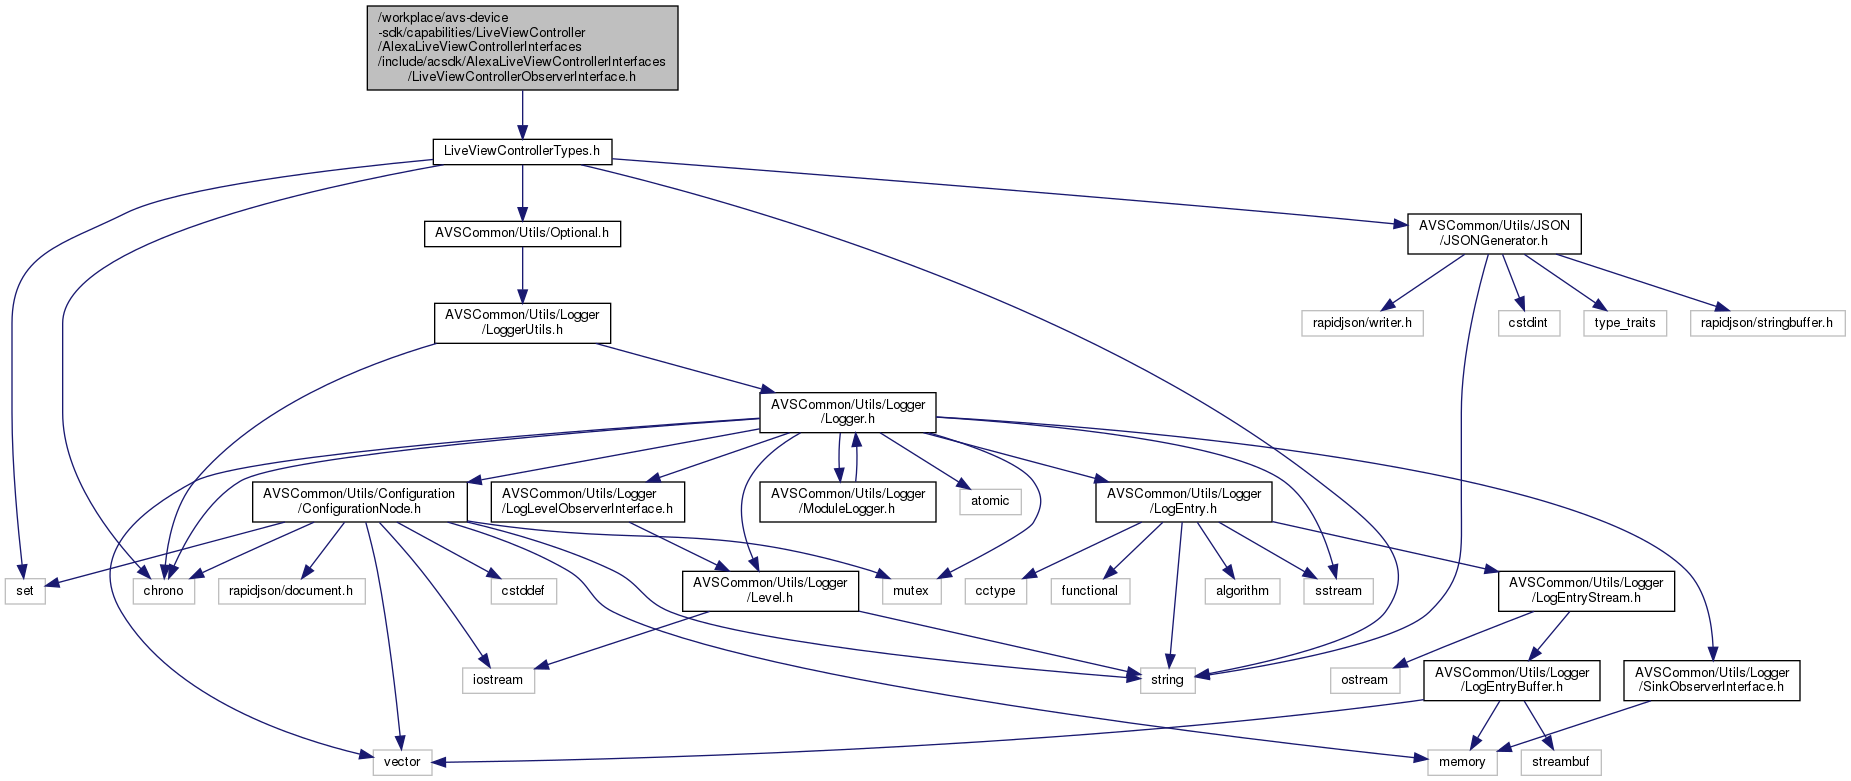 /workplace/avs-device
-sdk/capabilities/LiveViewController
/AlexaLiveViewControllerInterfaces
/include/acsdk/AlexaLiveViewControllerInterfaces
/LiveViewControllerObserverInterface.h
LiveViewControllerTypes.h
AVSCommon/Utils/Optional.h
AVSCommon/Utils/JSON
/JSONGenerator.h
AVSCommon/Utils/Logger
/LoggerUtils.h
rapidjson/writer.h
cstdint
type_traits
rapidjson/stringbuffer.h
AVSCommon/Utils/Logger
/Logger.h
AVSCommon/Utils/Configuration
/ConfigurationNode.h
AVSCommon/Utils/Logger
/LogLevelObserverInterface.h
AVSCommon/Utils/Logger
/ModuleLogger.h
atomic
AVSCommon/Utils/Logger
/LogEntry.h
set
chrono
rapidjson/document.h
cstddef
AVSCommon/Utils/Logger
/Level.h
mutex
cctype
functional
algorithm
sstream
AVSCommon/Utils/Logger
/LogEntryStream.h
iostream
string
ostream
AVSCommon/Utils/Logger
/LogEntryBuffer.h
AVSCommon/Utils/Logger
/SinkObserverInterface.h
vector
memory
streambuf